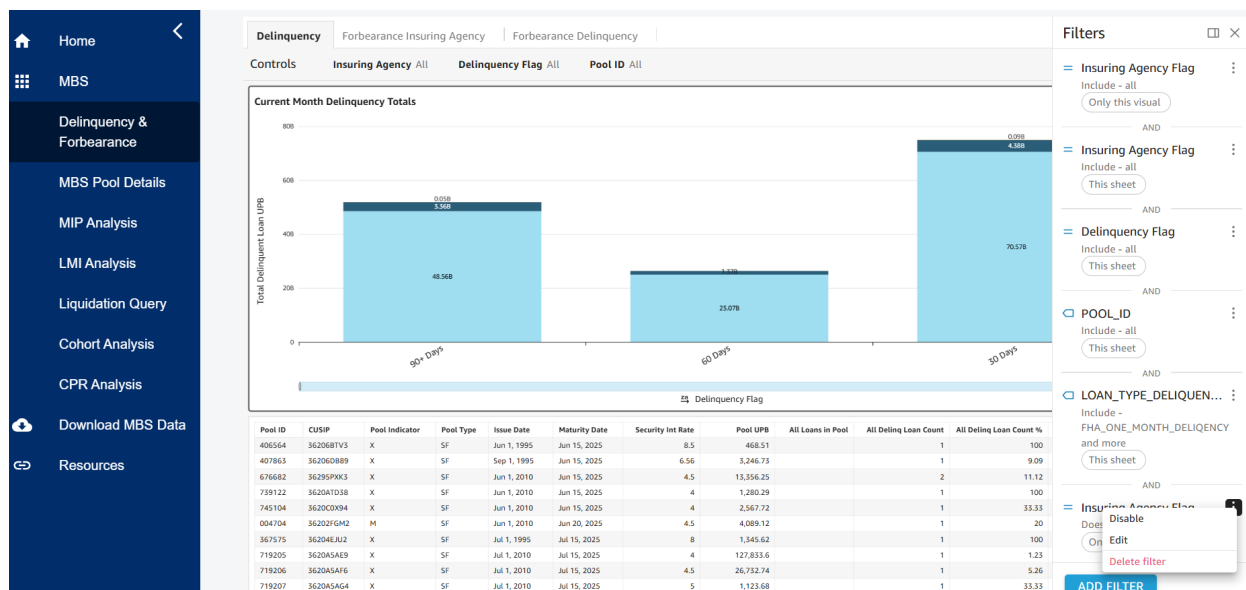 Home
MBS
Delinquency &
Forbearance
MBS Pool Details
MIP Analysis
LMI Analysis
Liquidation Query
Cohort Analysis
CPR Analysis
Download MBS Data
Resources
Delinquency Forbearance Insuring Agency Forbearance Delinquency
Controls Insuring Agency All Delinquency Flag All Pool ID All
Current Month Delinquency Totals
Total Delinquent Loan UPB
80B
60B
40B
20B
0
0.05B
3.56B
48.56B
25.07B
0.09B
4.38B
70.57B
90+ Days
60 Days
30 Days
Delinquency Flag
Pool ID CUSIP Pool Indicator Pool Type Issue Date Maturity Date Security Int Rate Pool UPB All Loans in Pool All Delinq Loan Count All Delinq Loan Count %
406564 36206BTV3 X SF Jun 1, 1995 Jun 15, 2025 8.5 468.51 1 100
407863 36206DB89 X SF Sep 1, 1995 Jun 15, 2025 6.56 3,246.73 1 9.09
676682 36295PXK3 X SF Jun 1, 2010 Jun 15, 2025 4.5 13,356.25 2 11.12
739122 3620ATD38 X SF Jun 1, 2010 Jun 15, 2025 4 1,280.29 1 100
745104 3620C0X94 X SF Jun 1, 2010 Jun 15, 2025 4 2,567.72 1 33.33
004704 36202FGM2 M SF Jun 1, 2010 Jun 20, 2025 4.5 4,089.12 1 20
367575 36204EJU2 X SF Jul 1, 1995 Jul 15, 2025 8 1,345.62 1 100
719205 3620A5AE9 X SF Jul 1, 2010 Jul 15, 2025 4 127,833.6 1 1.23
719206 3620A5AF6 X SF Jul 1, 2010 Jul 15, 2025 4.5 26,732.74 1 5.26
719207 3620A5AG4 X SF Jul 1, 2010 Jul 15, 2025 5 1,123.68 1 33.33
Filters
Insuring Agency Flag
Include - all
Only this visual
AND
Insuring Agency Flag
Include - all
This sheet
AND
Delinquency Flag
Include - all
This sheet
AND
POOL_ID
Include - all
This sheet
AND
LOAN_TYPE_DELIQUEN...
Include -
FHA_ONE_MONTH_DELIQENCY
and more
This sheet
AND
Insuring Agency Flag
Disable
Edit
Delete filter
ADD FILTER